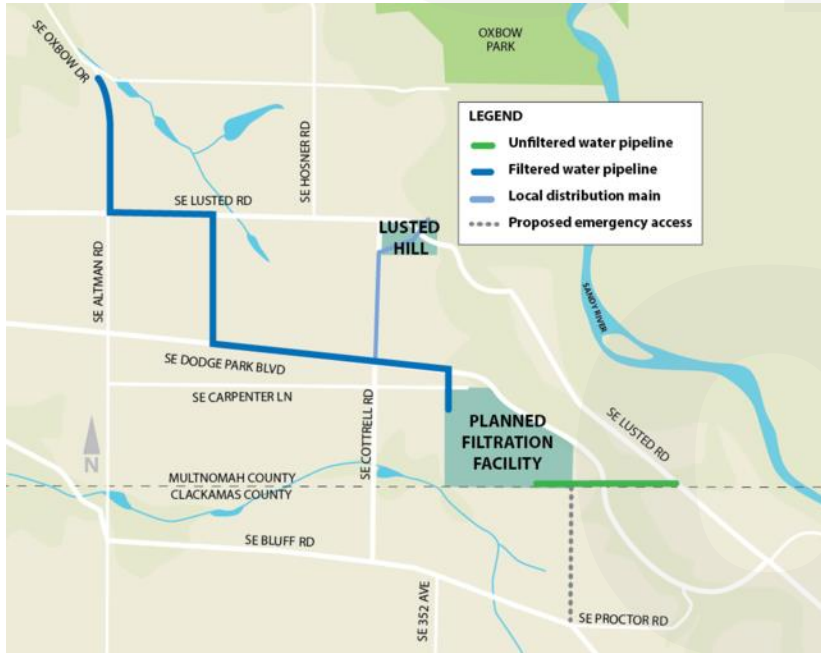 SE OXBOW DR
OXBOW
PARK
LEGEND
Unfiltered water pipeline
Filtered water pipeline
Local distribution main
Proposed emergency access
SE HOSNER RD
SE LUSTED RD
LUSTED
HILL
SE ALTMAN RD
SANDY RIVER
SE DODGE PARK BLVD
SE CARPENTER LN
SE COTTRELL RD
PLANNED
FILTRATION
FACILITY
SE LUSTED RD
N
MULTNOMAH COUNTY
CLACKAMAS COUNTY
SE BLUFF RD
SE 352 AVE
SE PROCTOR RD